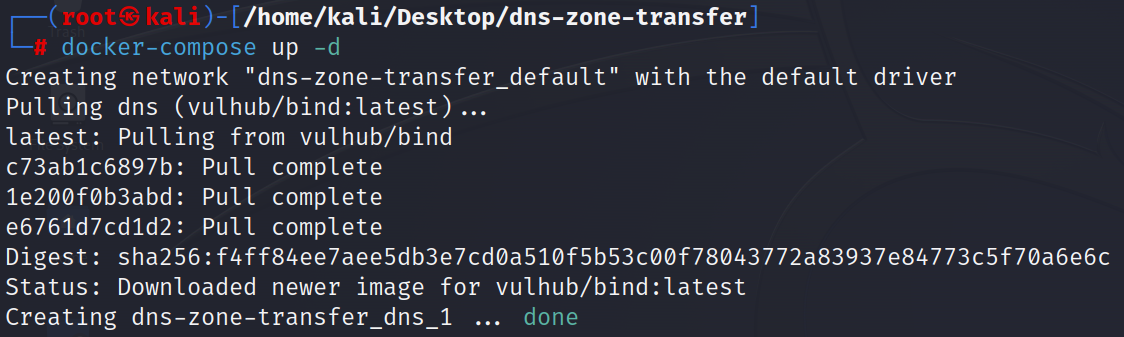 ┌──(root㉿kali)-[/home/kali/Desktop/dns-zone-transfer]
└─# docker-compose up -d
Creating network "dns-zone-transfer_default" with the default driver
Pulling dns (vulhub/bind:latest)...
latest: Pulling from vulhub/bind
c73ab1c6897b: Pull complete
1e200f0b3abd: Pull complete
e6761d7cd1d2: Pull complete
Digest: sha256:f4ff84ee7aee5db3e7cd0a510f5b53c00f78043772a83937e84773c5f70a6e6c
Status: Downloaded newer image for vulhub/bind:latest
Creating dns-zone-transfer_dns_1 ... done